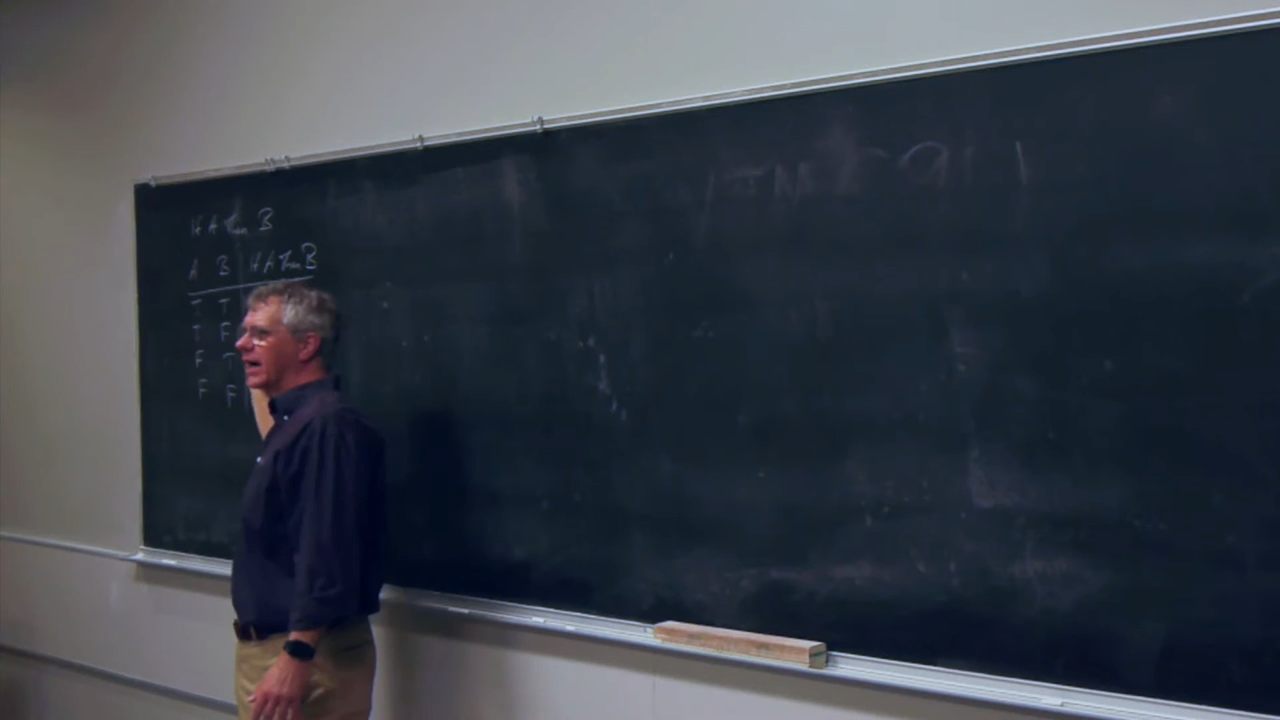 If A then B
A B If A then B
T T
T F
F T
F F